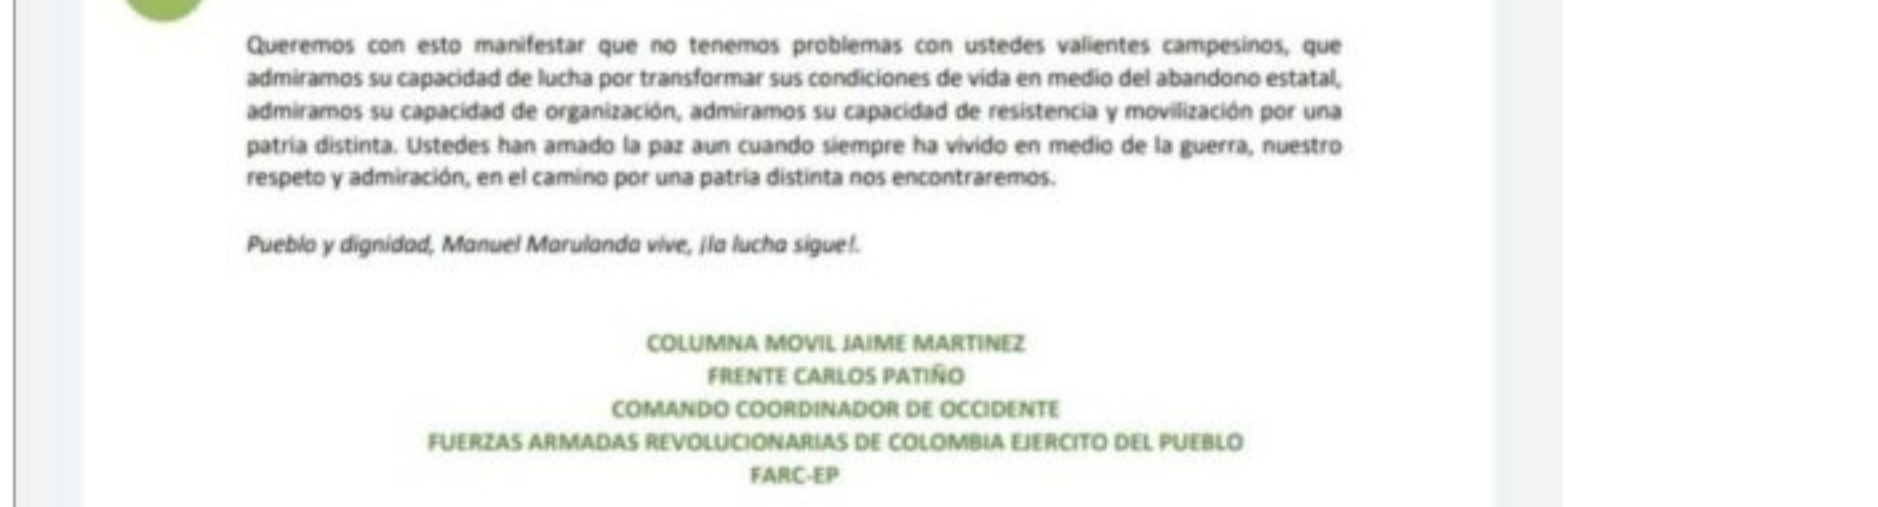 Queremos con esto manifestar que no tenemos problemas con ustedes valientes campesinos, que
admiramos su capacidad de lucha por transformar sus condiciones de vida en medio del abandono estatal,
admiramos su capacidad de organización, admiramos su capacidad de resistencia y movilización por una
patria distinta. Ustedes han amado la paz aun cuando siempre ha vivido en medio de la guerra, nuestro
respeto y admiración, en el camino por una patria distinta nos encontraremos.
Pueblo y dignidad, Manuel Marulanda vive, ¡la lucha sigue!.
COLUMNA MOVIL JAIME MARTINEZ
FRENTE CARLOS PATIÑO
COMANDO COORDINADOR DE OCCIDENTE
FUERZAS ARMADAS REVOLUCIONARIAS DE COLOMBIA EJERCITO DEL PUEBLO
FARC-EP